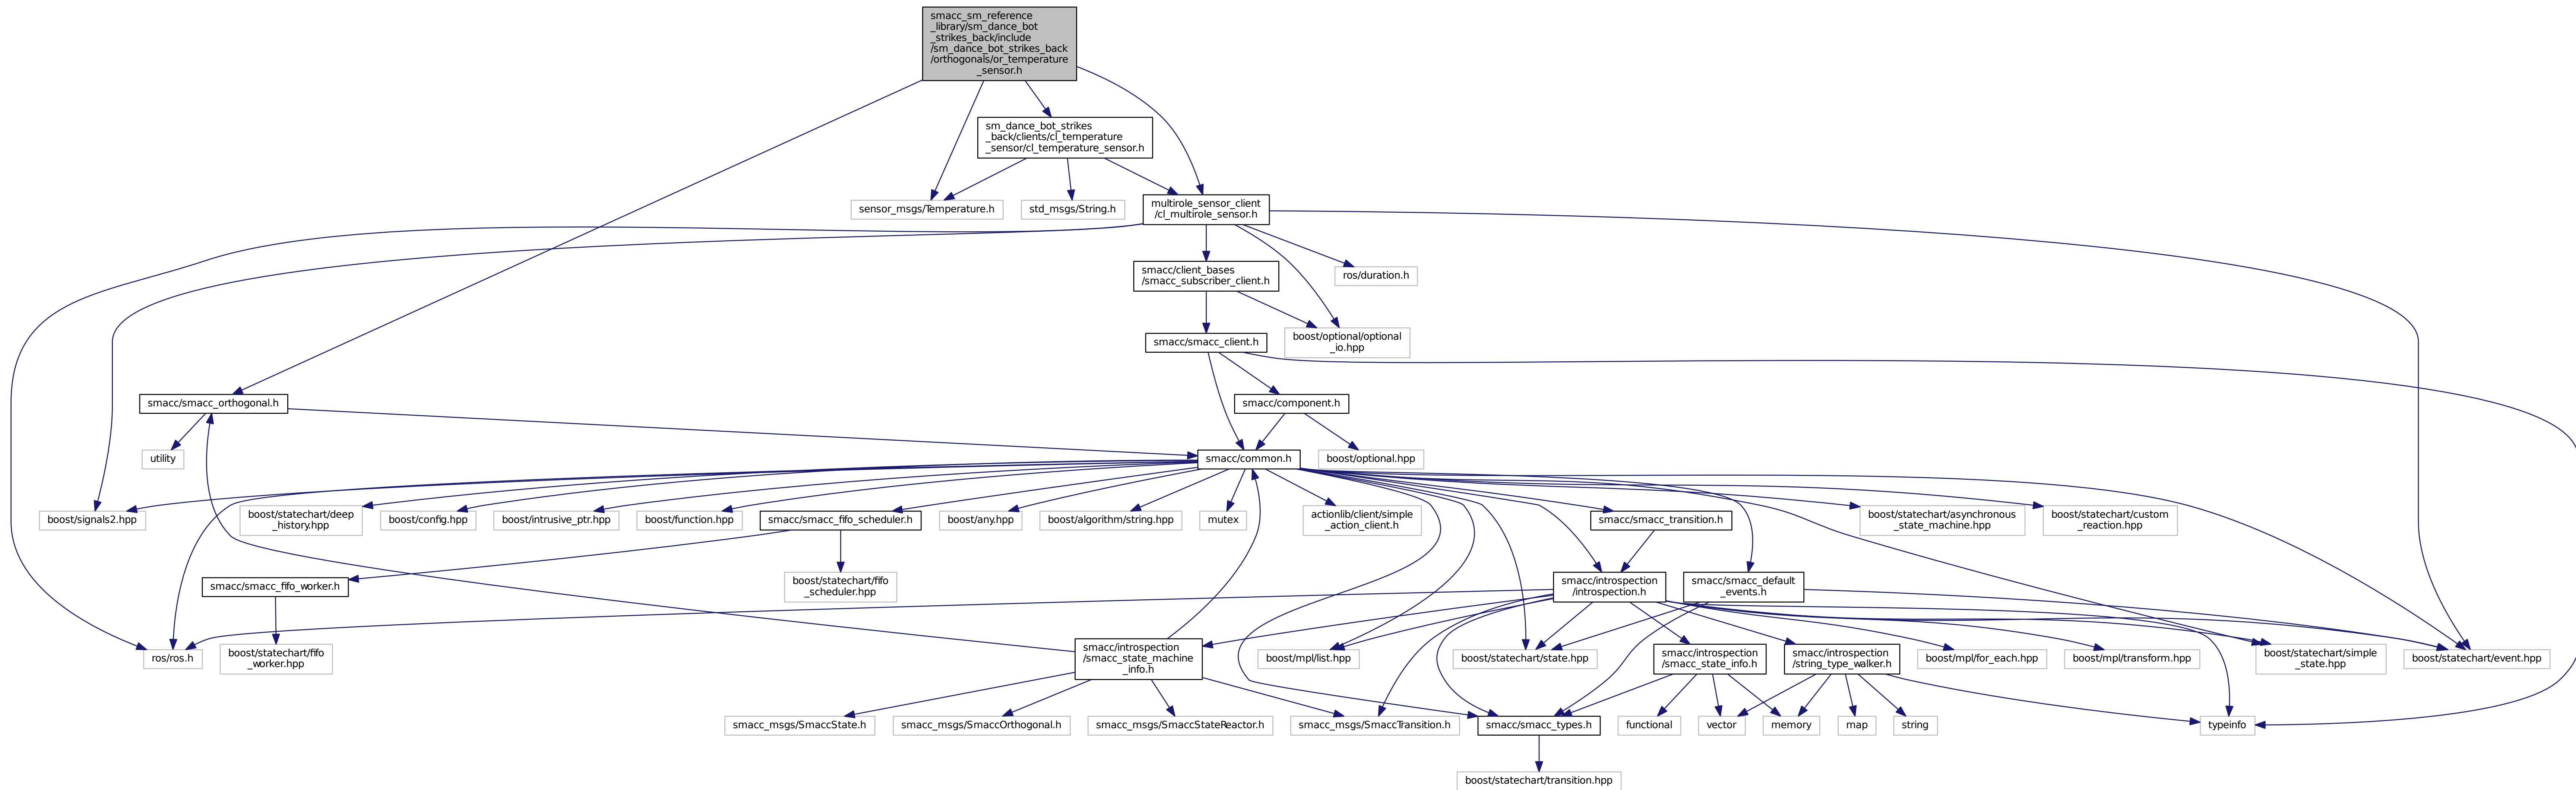 smacc_sm_reference
_library/sm_dance_bot
_strikes_back/include
/sm_dance_bot_strikes_back
/orthogonals/or_temperature
_sensor.h
sm_dance_bot_strikes
_back/clients/cl_temperature
_sensor/cl_temperature_sensor.h
sensor_msgs/Temperature.h
std_msgs/String.h
multirole_sensor_client
/cl_multirole_sensor.h
smacc/client_bases
/smacc_subscriber_client.h
ros/duration.h
smacc/smacc_client.h
boost/optional/optional
_io.hpp
smacc/smacc_orthogonal.h
smacc/component.h
utility
smacc/common.h
boost/optional.hpp
boost/signals2.hpp
boost/statechart/deep
_history.hpp
boost/config.hpp
boost/intrusive_ptr.hpp
boost/function.hpp
smacc/smacc_fifo_scheduler.h
boost/any.hpp
boost/algorithm/string.hpp
mutex
actionlib/client/simple
_action_client.h
smacc/smacc_transition.h
boost/statechart/asynchronous
_state_machine.hpp
boost/statechart/custom
_reaction.hpp
smacc/smacc_fifo_worker.h
boost/statechart/fifo
_scheduler.hpp
smacc/introspection
/introspection.h
smacc/smacc_default
_events.h
ros/ros.h
boost/statechart/fifo
_worker.hpp
smacc/introspection
/smacc_state_machine
_info.h
boost/mpl/list.hpp
boost/statechart/state.hpp
smacc/introspection
/smacc_state_info.h
smacc/introspection
/string_type_walker.h
boost/mpl/for_each.hpp
boost/mpl/transform.hpp
boost/statechart/simple
_state.hpp
boost/statechart/event.hpp
smacc_msgs/SmaccState.h
smacc_msgs/SmaccOrthogonal.h
smacc_msgs/SmaccStateReactor.h
smacc_msgs/SmaccTransition.h
smacc/smacc_types.h
functional
vector
memory
map
string
typeinfo
boost/statechart/transition.hpp